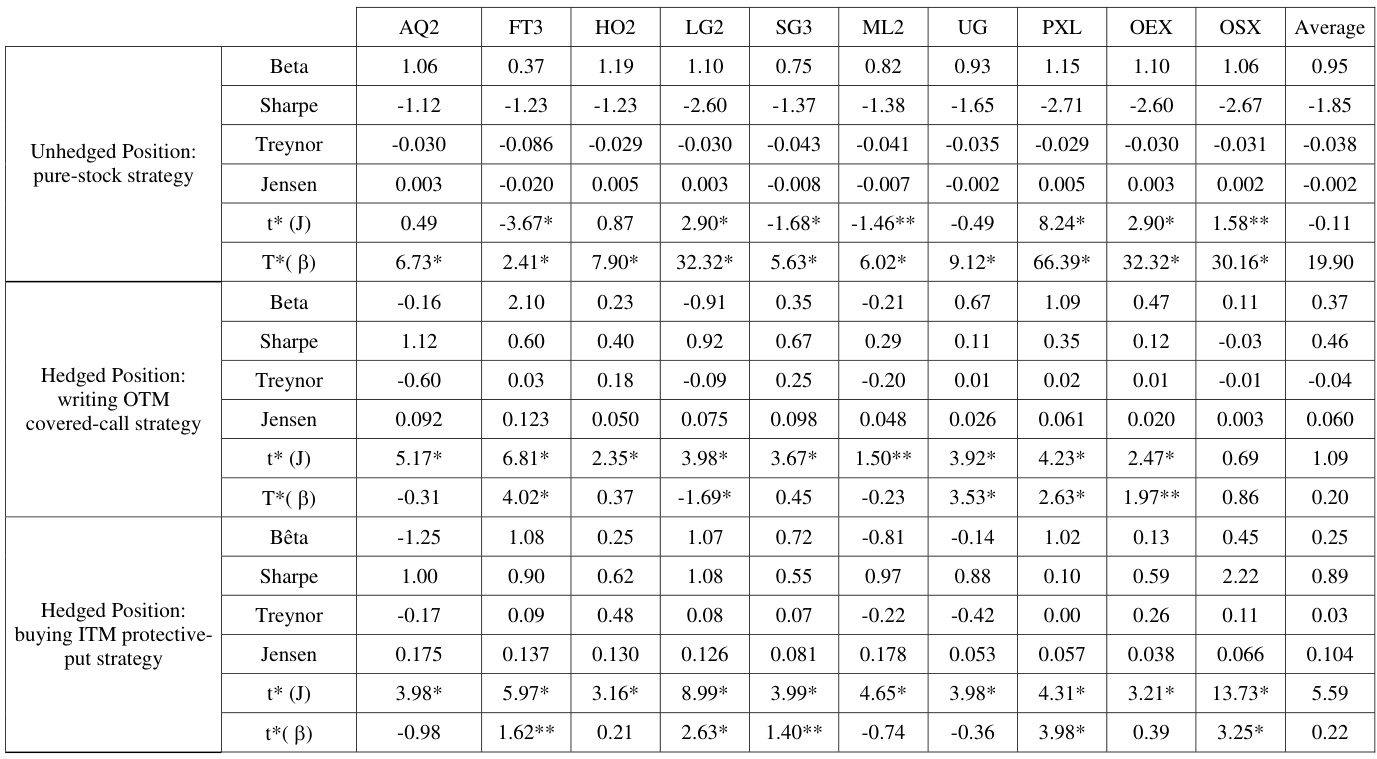 AQ2 FT3 HO2 LG2 SG3 ML2 UG PXL OEX OSX Average
Unhedged Position:
pure-stock strategy
Beta 1.06 0.37 1.19 1.10 0.75 0.82 0.93 1.15 1.10 1.06 0.95
Sharpe -1.12 -1.23 -1.23 -2.60 -1.37 -1.38 -1.65 -2.71 -2.60 -2.67 -1.85
Treynor -0.030 -0.086 -0.029 -0.030 -0.043 -0.041 -0.035 -0.029 -0.030 -0.031 -0.038
Jensen 0.003 -0.020 0.005 0.003 -0.008 -0.007 -0.002 0.005 0.003 0.002 -0.002
t* (J) 0.49 -3.67* 0.87 2.90* -1.68* -1.46** -0.49 8.24* 2.90* 1.58** -0.11
T*( β) 6.73* 2.41* 7.90* 32.32* 5.63* 6.02* 9.12* 66.39* 32.32* 30.16* 19.90
Hedged Position:
writing OTM
covered-call strategy
Beta -0.16 2.10 0.23 -0.91 0.35 -0.21 0.67 1.09 0.47 0.11 0.37
Sharpe 1.12 0.60 0.40 0.92 0.67 0.29 0.11 0.35 0.12 -0.03 0.46
Treynor -0.60 0.03 0.18 -0.09 0.25 -0.20 0.01 0.02 0.01 -0.01 -0.04
Jensen 0.092 0.123 0.050 0.075 0.098 0.048 0.026 0.061 0.020 0.003 0.060
t* (J) 5.17* 6.81* 2.35* 3.98* 3.67* 1.50** 3.92* 4.23* 2.47* 0.69 1.09
T*( β) -0.31 4.02* 0.37 -1.69* 0.45 -0.23 3.53* 2.63* 1.97** 0.86 0.20
Hedged Position:
buying ITM protective-
put strategy
Bêta -1.25 1.08 0.25 1.07 0.72 -0.81 -0.14 1.02 0.13 0.45 0.25
Sharpe 1.00 0.90 0.62 1.08 0.55 0.97 0.88 0.10 0.59 2.22 0.89
Treynor -0.17 0.09 0.48 0.08 0.07 -0.22 -0.42 0.00 0.26 0.11 0.03
Jensen 0.175 0.137 0.130 0.126 0.081 0.178 0.053 0.057 0.038 0.066 0.104
t* (J) 3.98* 5.97* 3.16* 8.99* 3.99* 4.65* 3.98* 4.31* 3.21* 13.73* 5.59
t*( β) -0.98 1.62** 0.21 2.63* 1.40** -0.74 -0.36 3.98* 0.39 3.25* 0.22